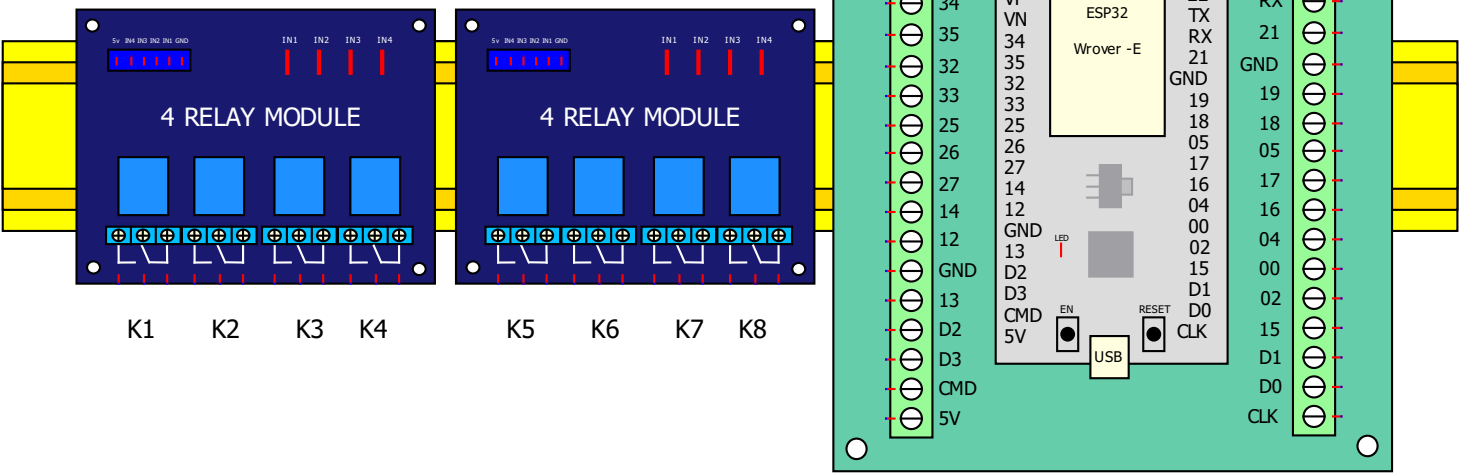 5v IN4 IN3 IN2 IN1 GND
IN1 IN2 IN3 IN4
4 RELAY MODULE
K1 K2 K3 K4
5v IN4 IN3 IN2 IN1 GND
IN1 IN2 IN3 IN4
4 RELAY MODULE
K5 K6 K7 K8
34
35
32
33
25
26
27
14
12
GND
13
D2
D3
CMD
5V
VN
34
35
32
33
25
26
27
14
12
GND
13
D2
D3
CMD
5V
ESP32
Wrover -E
LED
EN
RESET
USB
TX
RX
21
GND
19
18
05
17
16
04
00
02
15
D1
D0
CLK
RX
21
GND
19
18
05
17
16
04
00
02
15
D1
D0
CLK